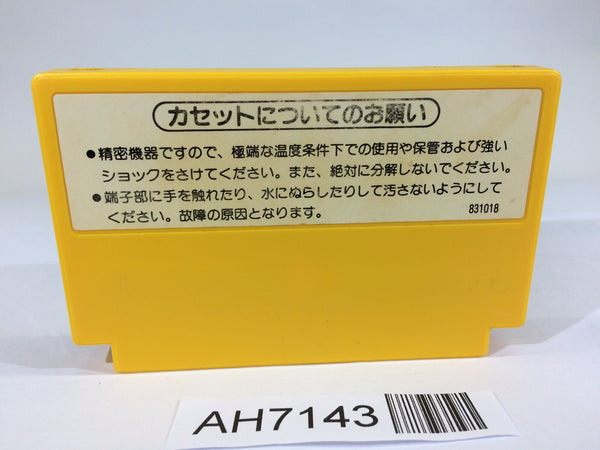 カセットについてのお願い
●精密機器ですので、極端な温度条件下での使用や保管および強い
ショックをさけてください。また、絶対に分解しないでください。
●端子部に手を触れたり、水にぬらしたりして汚さないようにして
ください。故障の原因となります。
831018
AH7143